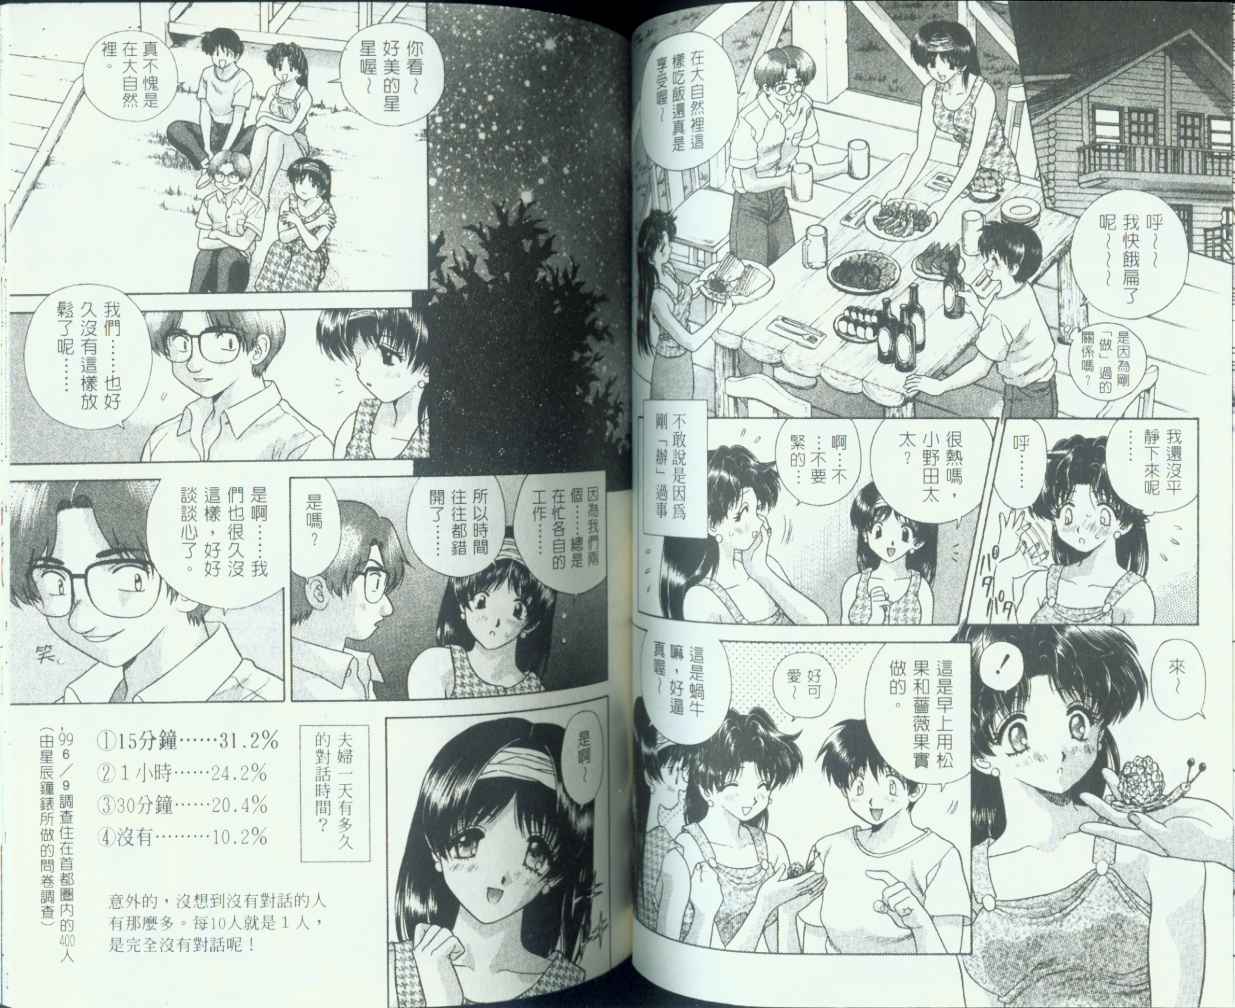 呼～～
我快餓扁了
呢～～～～
是因為剛
「做」過的
關係嗎？
在大自然裡這
樣吃飯還真是
享受喔～
我還沒平
靜下來呢
……
呼……
パタ
パタ
很熱嗎，
小野田太
太？
啊…不
…不要
緊的…
不敢說是因為
剛「辦」過事
來～
！
這是早上用松
果和薔薇果實
做的。
好可
愛～
這是蝸牛
嘛，好逼
真喔～
你看～
好美的星
星喔～
真不愧是
在大自然
裡。
我們……也好
久沒有這樣放
鬆了呢……
因為我們兩
個……總是
在忙各自的
工作……
所以時間
往往都錯
開了……
是嗎？
是啊……我
們也很久沒
這樣，好好
談談心了。
笑
是啊～
夫婦一天有多久
的對話時間？
①15分鐘……31.2%
②1小時……24.2%
③30分鐘……20.4%
④沒有………10.2%
'96／9調查住在首都圈內的400人
（由星辰鐘錶所做的問卷調查）
意外的，沒想到沒有對話的人
有那麼多。每10人就是1人，
是完全沒有對話呢！